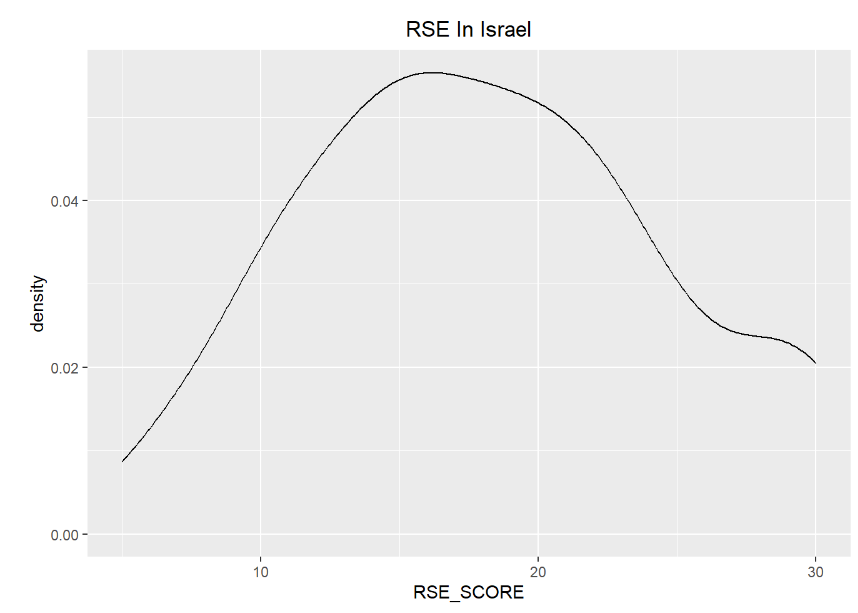 RSE In Israel
density
0.04
0.02
0.00
10 20 30
RSE_SCORE